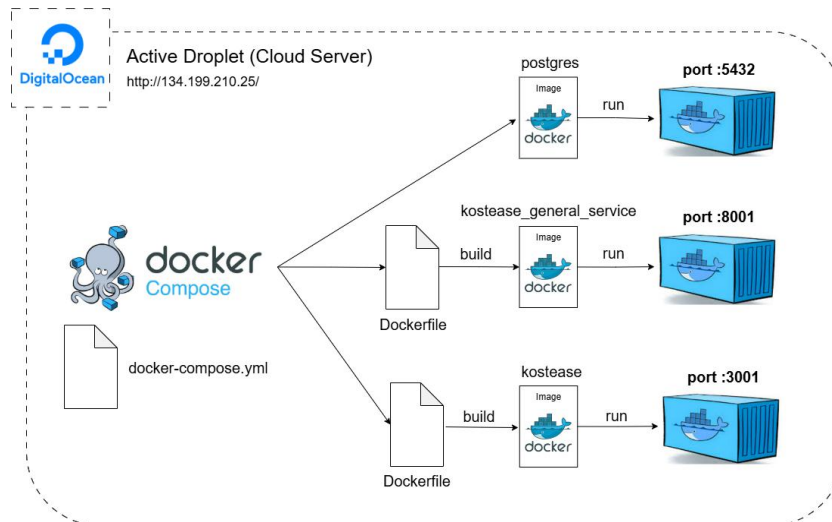 DigitalOcean
Active Droplet (Cloud Server)
http://134.199.210.25/
postgres
Image
docker
run
port :5432
docker
Compose
docker-compose.yml
Dockerfile
build
kostease_general_service
Image
docker
run
port :8001
Dockerfile
build
kostease
Image
docker
run
port :3001